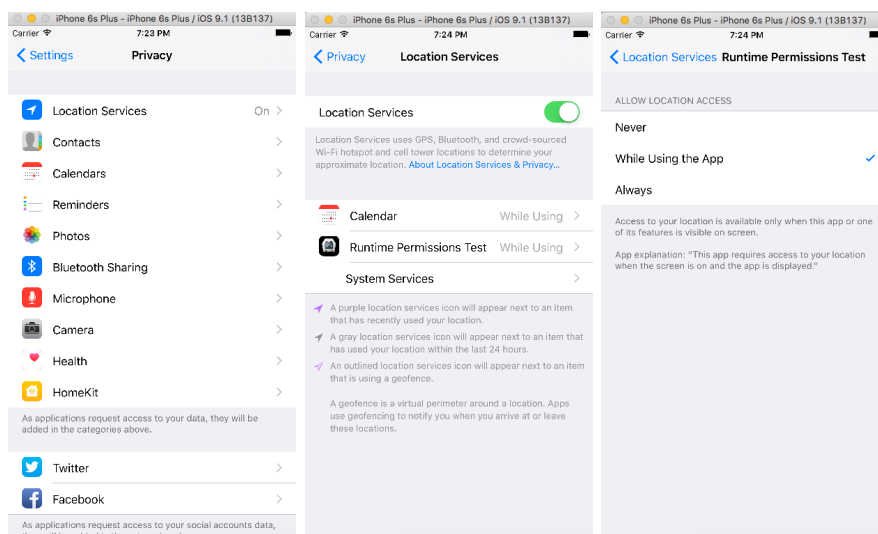 iPhone 6s Plus - iPhone 6s Plus / iOS 9.1 (13B137)
Carrier 7:23 PM
Settings Privacy
Location Services On
Contacts
Calendars
Reminders
Photos
Bluetooth Sharing
Microphone
Camera
Health
HomeKit
As applications request access to your data, they will be
added in the categories above.
Twitter
Facebook
As applications request access to your social accounts data,
iPhone 6s Plus - iPhone 6s Plus / iOS 9.1 (13B137)
Carrier 7:24 PM
Privacy Location Services
Location Services
Location Services uses GPS, Bluetooth, and crowd-sourced
Wi-Fi hotspot and cell tower locations to determine your
approximate location. About Location Services & Privacy...
Calendar While Using
Runtime Permissions Test While Using
System Services
A purple location services icon will appear next to an item
that has recently used your location.
A gray location services icon will appear next to an item that
has used your location within the last 24 hours.
An outlined location services icon will appear next to an item
that is using a geofence.
A geofence is a virtual perimeter around a location. Apps
use geofencing to notify you when you arrive at or leave
these locations.
iPhone 6s Plus - iPhone 6s Plus / iOS 9.1 (13B137)
Carrier 7:24 PM
Location Services Runtime Permissions Test
ALLOW LOCATION ACCESS
Never
While Using the App
Always
Access to your location is available only when this app or one
of its features is visible on screen.
App explanation: “This app requires access to your location
when the screen is on and the app is displayed.”